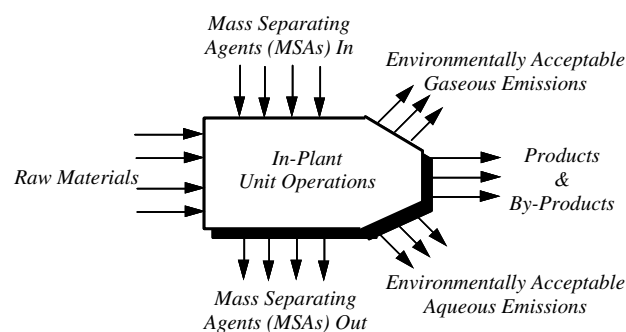 Mass Separating
Agents (MSAs) In
Environmentally Acceptable
Gaseous Emissions
Raw Materials
In-Plant
Unit Operations
Products
&
By-Products
Mass Separating
Agents (MSAs) Out
Environmentally Acceptable
Aqueous Emissions